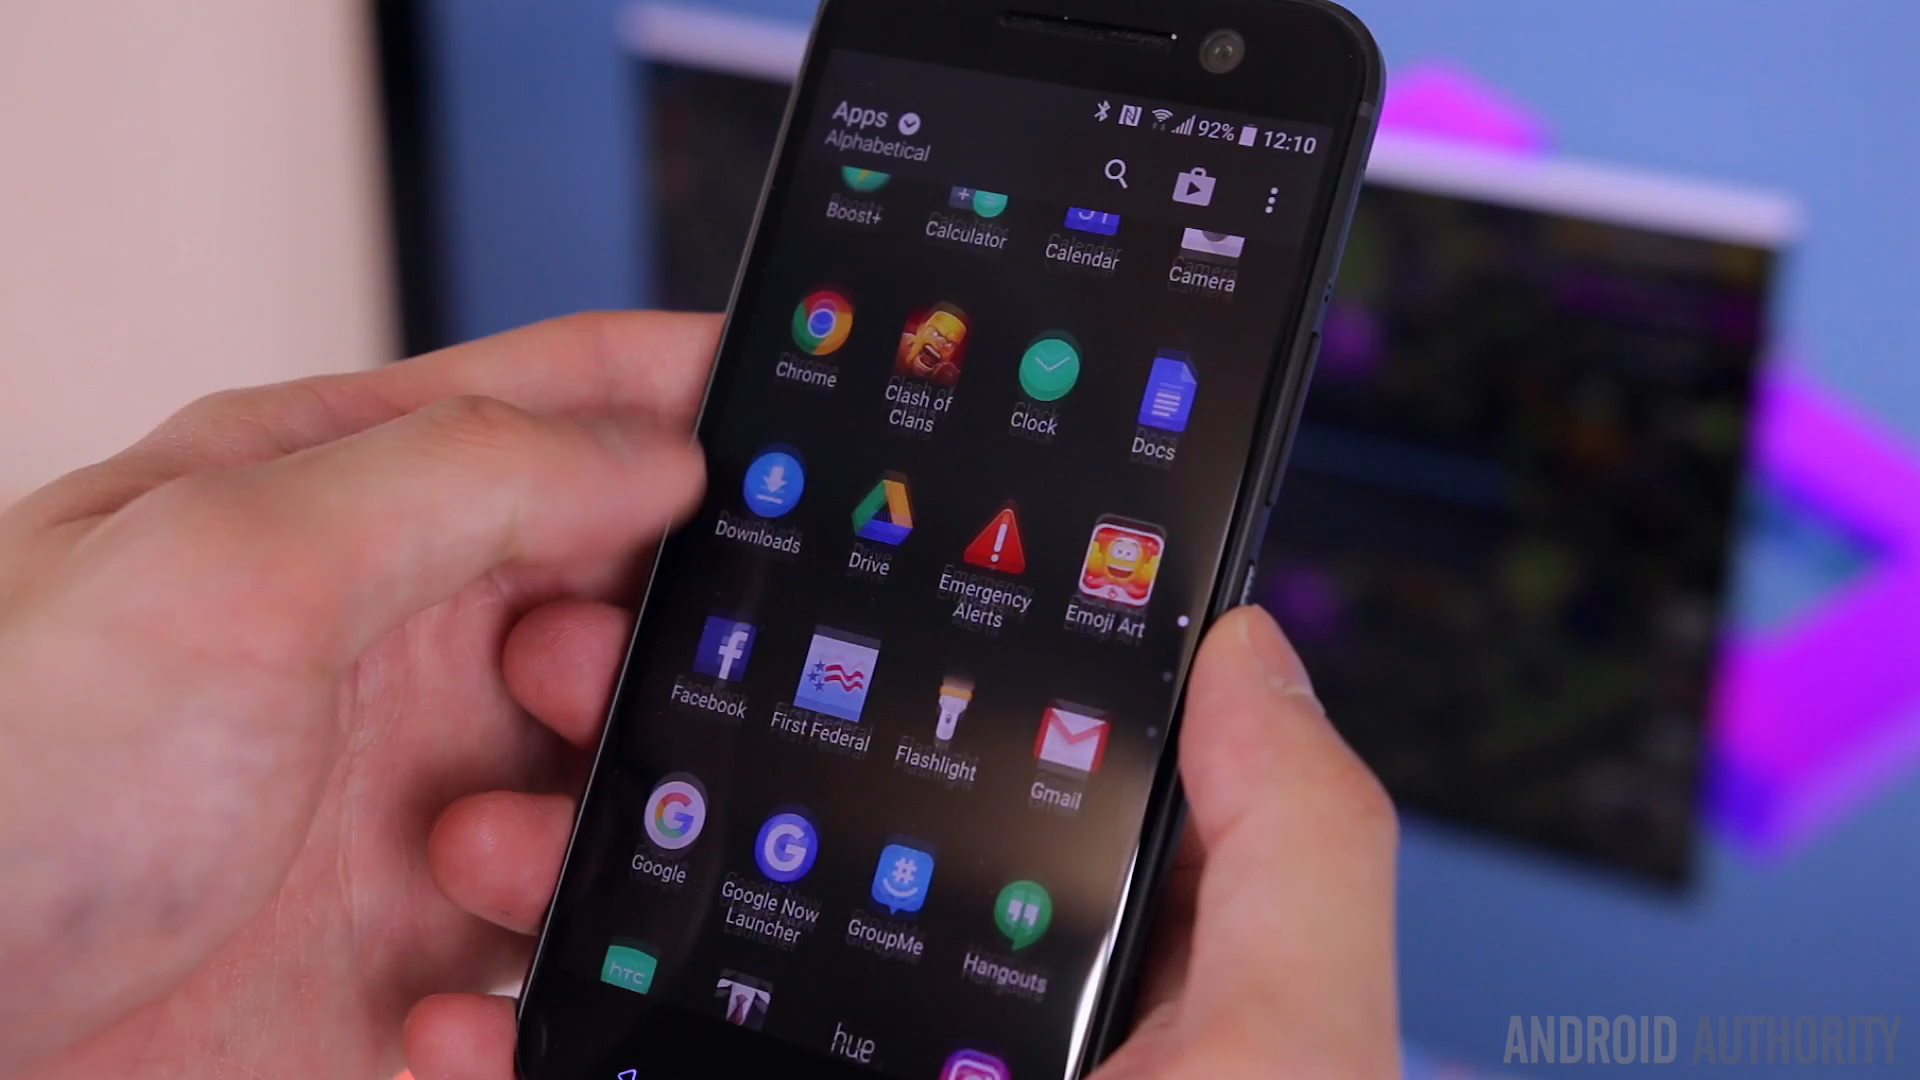 Apps
Alphabetical
92% 12:10
Boost+
Calculator
31
Calendar
Camera
Chrome
Clash of
Clans
Clock
Docs
Downloads
Drive
Emergency
Alerts
Emoji Art
Facebook
First Federal
Flashlight
Gmail
Google
Google Now
Launcher
GroupMe
Hangouts
hTC
hue
ANDROID AUTHORITY